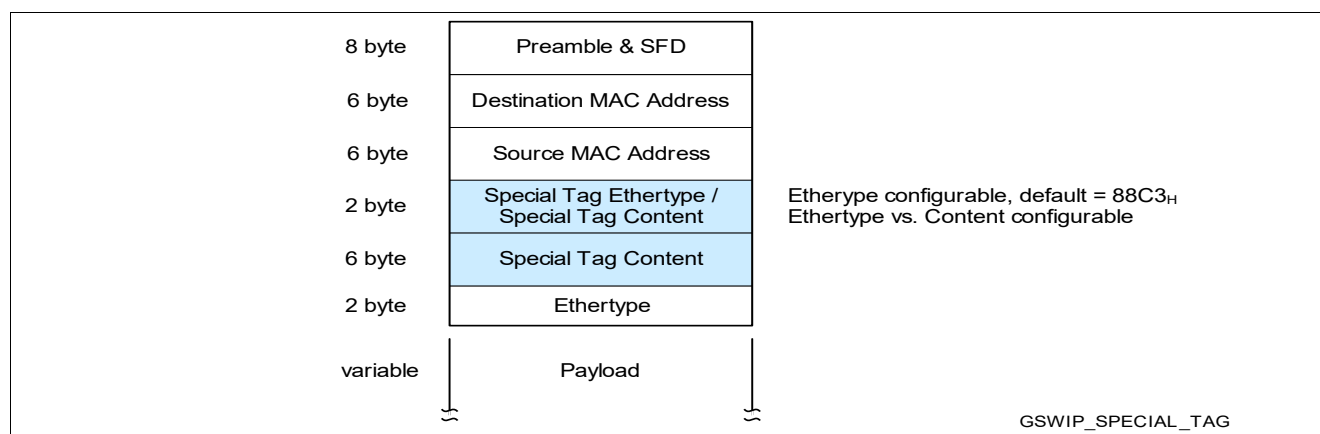 8 byte Preamble & SFD
6 byte Destination MAC Address
6 byte Source MAC Address
2 byte Special Tag Ethertype /
Special Tag Content
Etherype configurable, default = 88C3H
Ethertype vs. Content configurable
6 byte Special Tag Content
2 byte Ethertype
variable Payload
GSWIP_SPECIAL_TAG